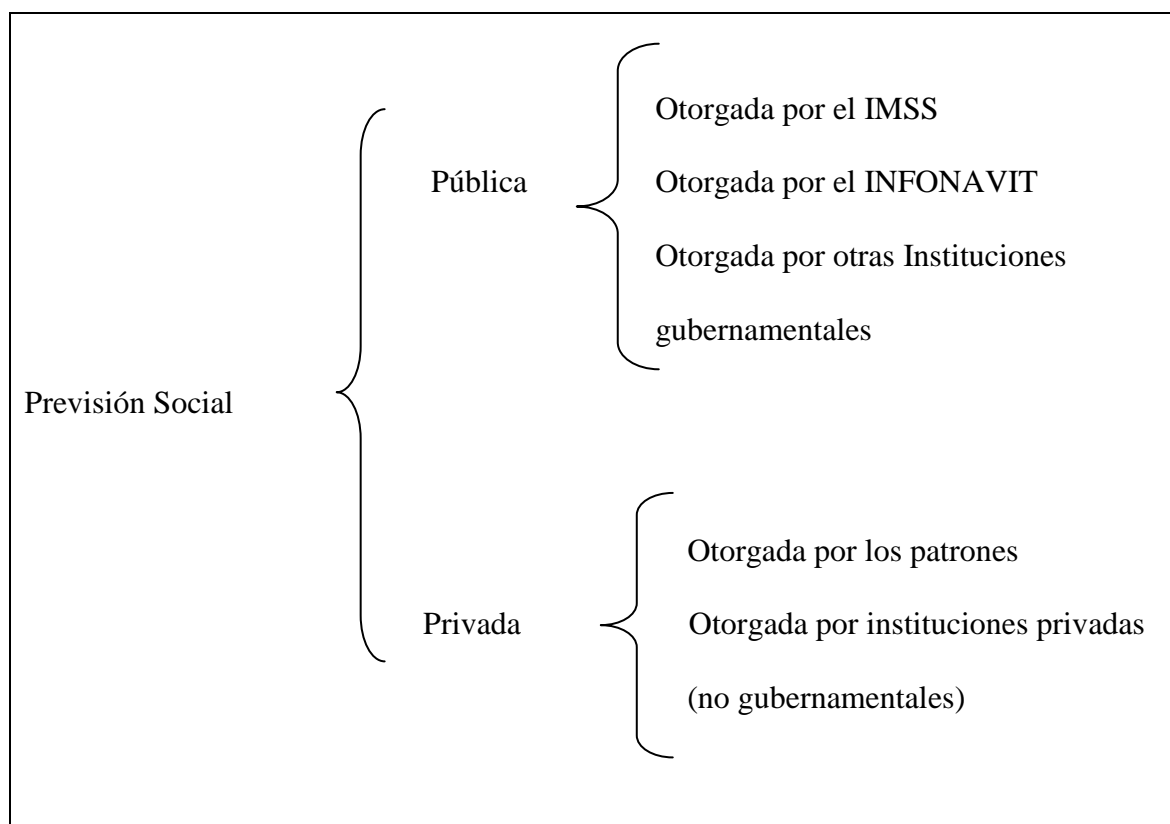 Previsión Social
Pública
Otorgada por el IMSS
Otorgada por el INFONAVIT
Otorgada por otras Instituciones
gubernamentales
Privada
Otorgada por los patrones
Otorgada por instituciones privadas
(no gubernamentales)